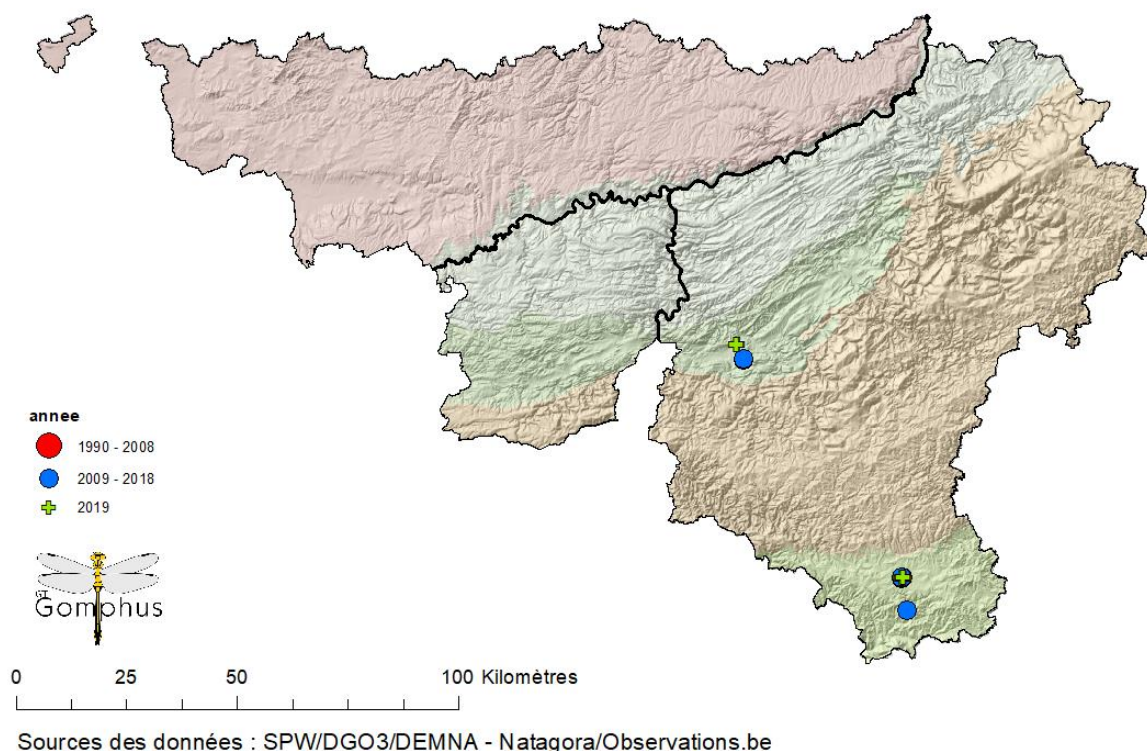 annee
1990 - 2008
2009 - 2018
2019
GT
Gomphus
0 25 50 100 Kilomètres
Sources des données : SPW/DGO3/DEMNA - Natagora/Observations.be